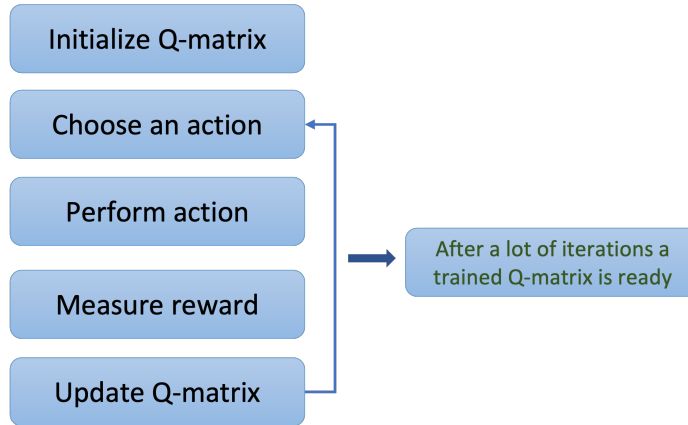 Initialize Q-matrix
Choose an action
Perform action
Measure reward
Update Q-matrix
After a lot of iterations a
trained Q-matrix is ready